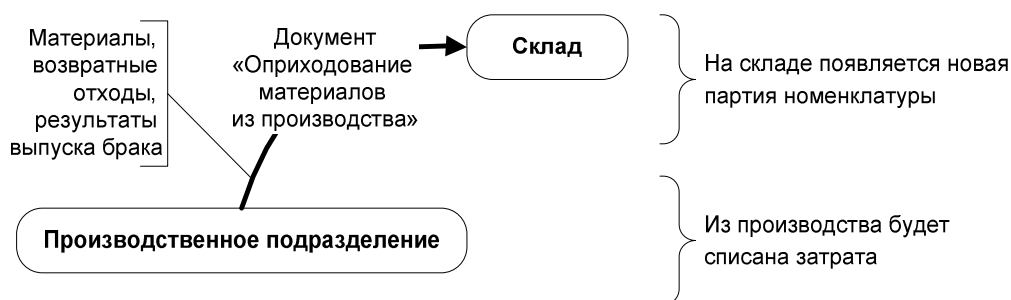 Материалы,
возвратные
отходы,
результаты
выпуска брака
Документ
«Оприходование
материалов
из производства»
Склад
На складе появляется новая
партия номенклатуры
Производственное подразделение
Из производства будет
списана затрата